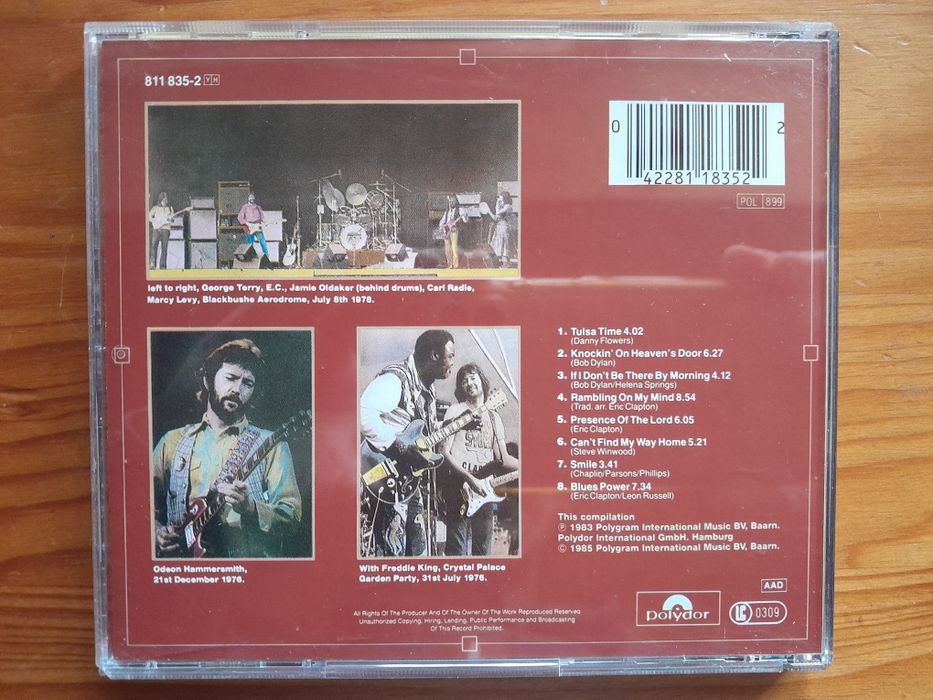 811 835-2 Y H
0 42281 18352 2
POL 899
left to right, George Terry, E.C., Jamie Oldaker (behind drums), Carl Radle,
Marcy Levy, Blackbushe Aerodrome, July 8th 1978.
Odeon Hammersmith,
21st December 1976.
With Freddie King, Crystal Palace
Garden Party, 31st July 1976.
1. Tulsa Time 4.02
(Danny Flowers)
2. Knockin' On Heaven's Door 6.27
(Bob Dylan)
3. If I Don't Be There By Morning 4.12
(Bob Dylan/Helena Springs)
4. Rambling On My Mind 8.54
(Trad. arr. Eric Clapton)
5. Presence Of The Lord 6.05
(Eric Clapton)
6. Can't Find My Way Home 5.21
(Steve Winwood)
7. Smile 3.41
(Chaplin/Parsons/Phillips)
8. Blues Power 7.34
(Eric Clapton/Leon Russell)
This compilation
℗ 1983 Polygram International Music BV, Baarn.
Polydor International GmbH. Hamburg
© 1985 Polygram International Music BV, Baarn.
AAD
polydor
LC 0309
All Rights Of The Producer And Of The Owner Of The Work Reproduced Reserved
Unauthorized Copying, Hiring, Lending, Public Performance and Broadcasting
Of This Record Prohibited.